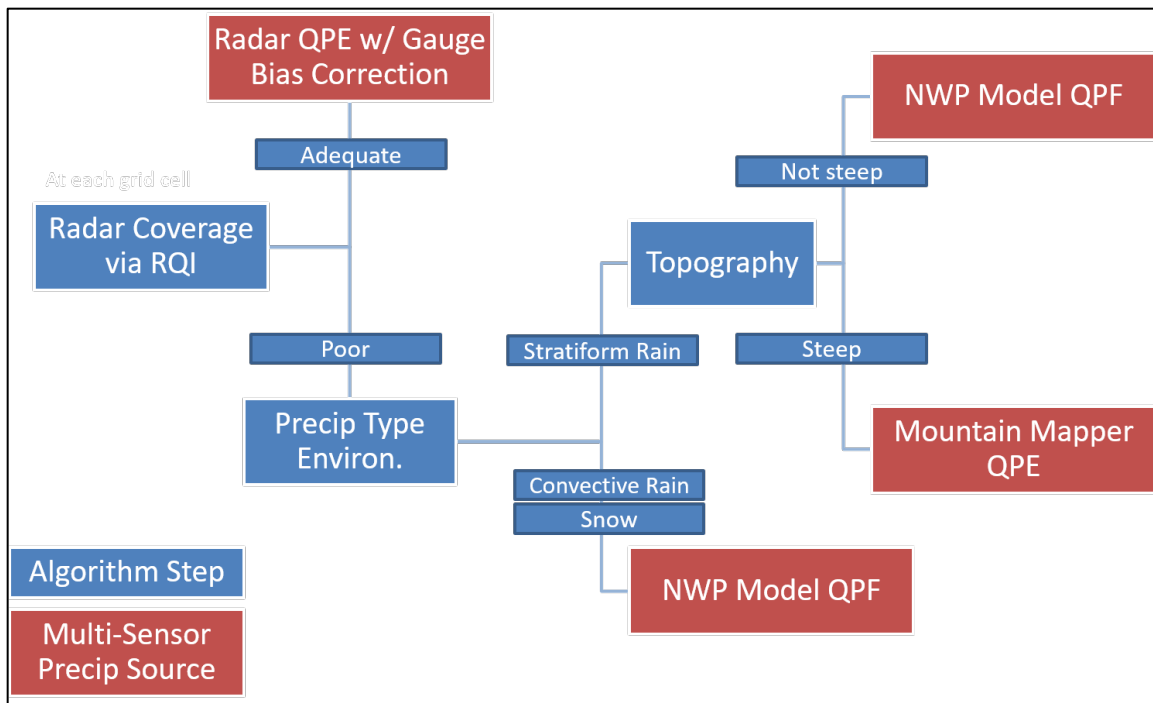 Radar QPE w/ Gauge
Bias Correction
NWP Model QPF
Adequate
Not steep
At each grid cell
Radar Coverage
via RQI
Topography
Poor
Stratiform Rain
Steep
Precip Type
Environ.
Mountain Mapper
QPE
Convective Rain
Snow
Algorithm Step
NWP Model QPF
Multi-Sensor
Precip Source